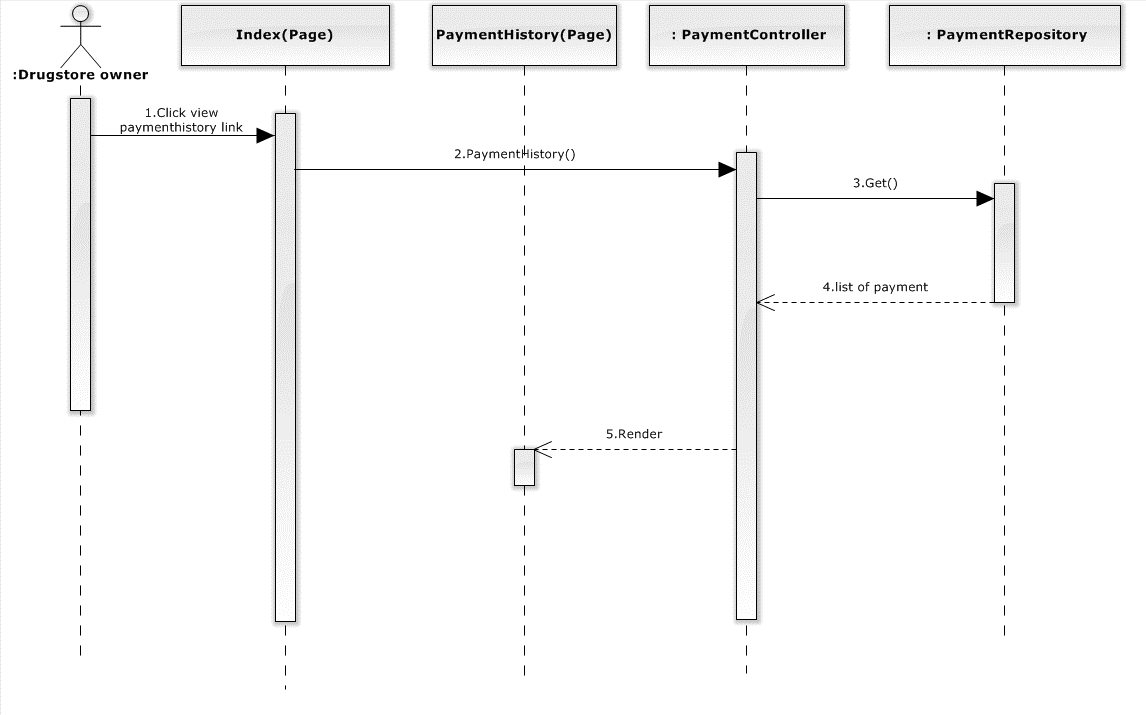 :Drugstore owner
Index(Page)
PaymentHistory(Page)
: PaymentController
: PaymentRepository
1.Click view
paymenthistory link
2.PaymentHistory()
3.Get()
4.list of payment
5.Render